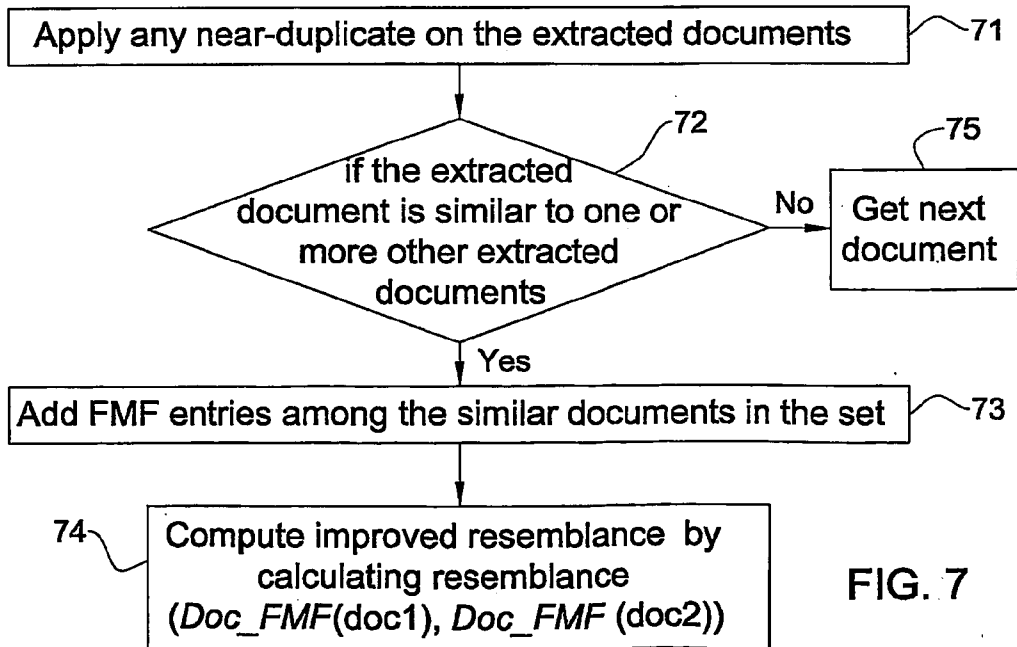 Apply any near-duplicate on the extracted documents
71
72
if the extracted
document is similar to one or
more other extracted
documents
No
75
Get next
document
Yes
Add FMF entries among the similar documents in the set
73
74
Compute improved resemblance by
calculating resemblance
(Doc_FMF(doc1), Doc_FMF (doc2))
FIG. 7